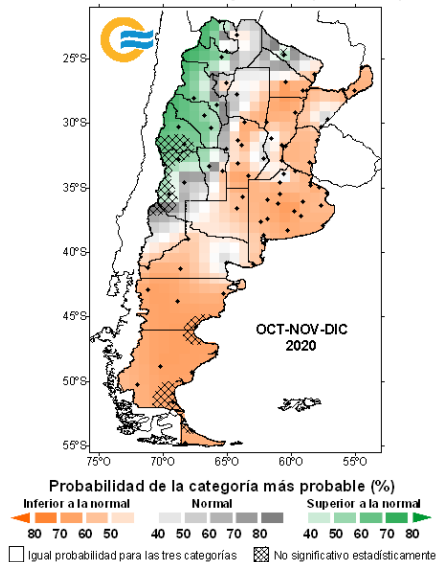 25°S
30°S
35°S
40°S
45°S
50°S
55°S
OCT-NOV-DIC
2020
75°O 70°O 65°O 60°O 55°O
Probabilidad de la categoría más probable (%)
Inferior a la normal Normal Superior a la normal
80 70 60 50 40 50 60 70 80 40 50 60 70 80
Igual probabilidad para las tres categorías No significativo estadísticamente